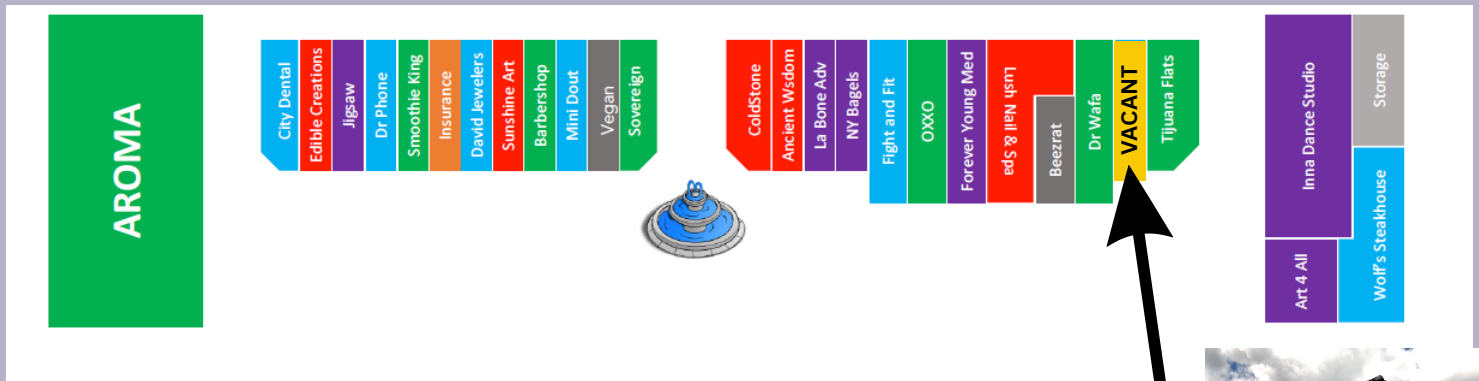 AROMA
City Dental
Edible Creations
Jigsaw
Dr Phone
Smoothie King
Insurance
David Jewelers
Sunshine Art
Barbershop
Mini Dout
Vegan
Sovereign
ColdStone
Ancient Wsdom
La Bone Adv
NY Bagels
Fight and Fit
OXXO
Forever Young Med
Lush Nail & Spa
Beezrat
Dr Wafa
VACANT
Tijuana Flats
Inna Dance Studio
Storage
Art 4 All
Wolf's Steakhouse